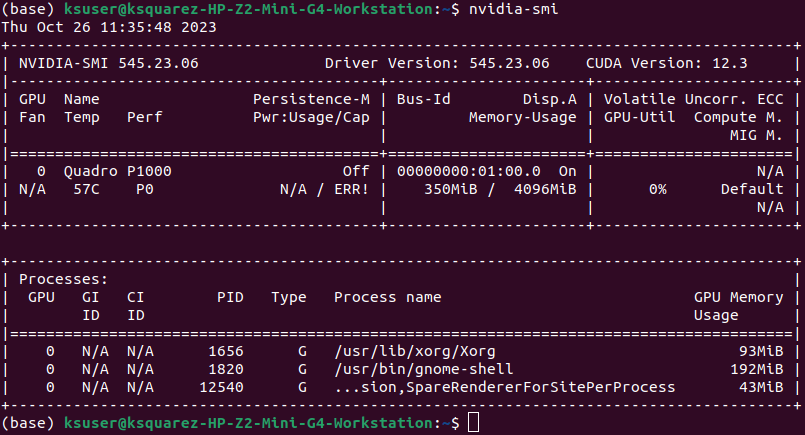 (base) ksuser@ksquarez-HP-Z2-Mini-G4-Workstation:~$ nvidia-smi
Thu Oct 26 11:35:48 2023
+---------------------------------------------------------------------------------------+
| NVIDIA-SMI 545.23.06              Driver Version: 545.23.06    CUDA Version: 12.3     |
|-----------------------------------------+----------------------+----------------------+
| GPU  Name                 Persistence-M | Bus-Id        Disp.A | Volatile Uncorr. ECC |
| Fan  Temp   Perf          Pwr:Usage/Cap |         Memory-Usage | GPU-Util  Compute M. |
|                                         |                      |               MIG M. |
|=========================================+======================+======================|
|   0  Quadro P1000                   Off | 00000000:01:00.0  On |                  N/A |
| N/A   57C    P0              N/A / ERR! |    350MiB /  4096MiB |      0%      Default |
|                                         |                      |                  N/A |
+-----------------------------------------+----------------------+----------------------+
+---------------------------------------------------------------------------------------+
| Processes:                                                                            |
|  GPU   GI   CI        PID   Type   Process name                            GPU Memory |
|        ID   ID                                                             Usage      |
|=======================================================================================|
|    0   N/A  N/A      1656      G   /usr/lib/xorg/Xorg                           93MiB |
|    0   N/A  N/A      1820      G   /usr/bin/gnome-shell                        192MiB |
|    0   N/A  N/A     12540      G   ...sion,SpareRendererForSitePerProcess       43MiB |
+---------------------------------------------------------------------------------------+
(base) ksuser@ksquarez-HP-Z2-Mini-G4-Workstation:~$